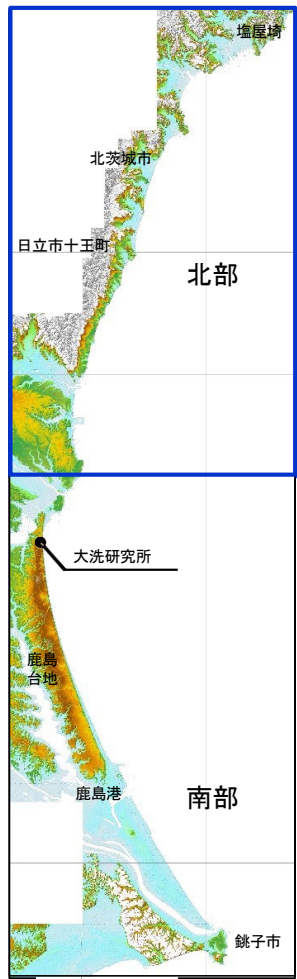 塩屋埼
北茨城市
日立市十王町
北部
大洗研究所
鹿島
台地
鹿島港
南部
銚子市